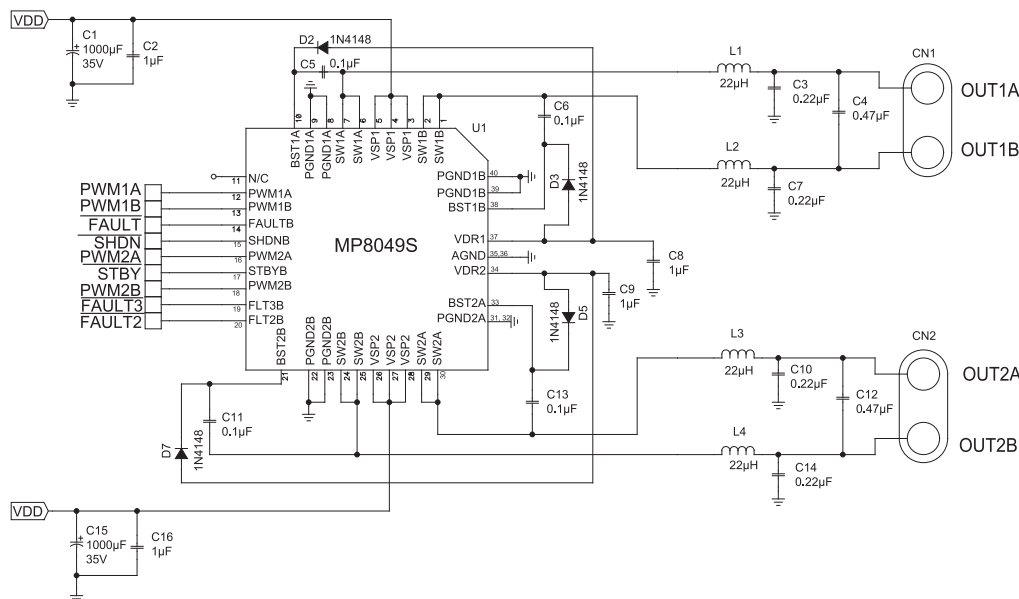 VDD
C1
1000µF
35V
C2
1µF
D2
1N4148
C5
0.1µF
L1
22µH
C3
0.22µF
C4
0.47µF
CN1
OUT1A
OUT1B
C6
0.1µF
L2
22µH
C7
0.22µF
U1
10
9
8
7
6
5
4
3
2
1
BST1A
PGND1A
PGND1A
SW1A
SW1A
VSP1
VSP1
VSP1
SW1B
SW1B
MP8049S
11
N/C
PWM1A
12
PWM1A
PWM1B
13
PWM1B
FAULT
14
FAULTB
SHDN
15
SHDNB
PWM2A
16
PWM2A
STBY
17
STBYB
PWM2B
18
PWM2B
FAULT3
19
FLT3B
FAULT2
20
FLT2B
PGND1B
40
PGND1B
39
BST1B
38
VDR1
37
AGND
35,36
VDR2
34
BST2A
33
PGND2A
31, 32
D3
1N4148
C8
1µF
C9
1µF
1N4148
D5
BST2B
PGND2B
PGND2B
SW2B
SW2B
VSP2
VSP2
VSP2
SW2A
SW2A
21
22
23
24
25
26
27
28
29
30
L3
22µH
C10
0.22µF
C12
0.47µF
CN2
OUT2A
OUT2B
C13
0.1µF
C11
0.1µF
D7
1N4148
L4
22µH
C14
0.22µF
VDD
C15
1000µF
35V
C16
1µF